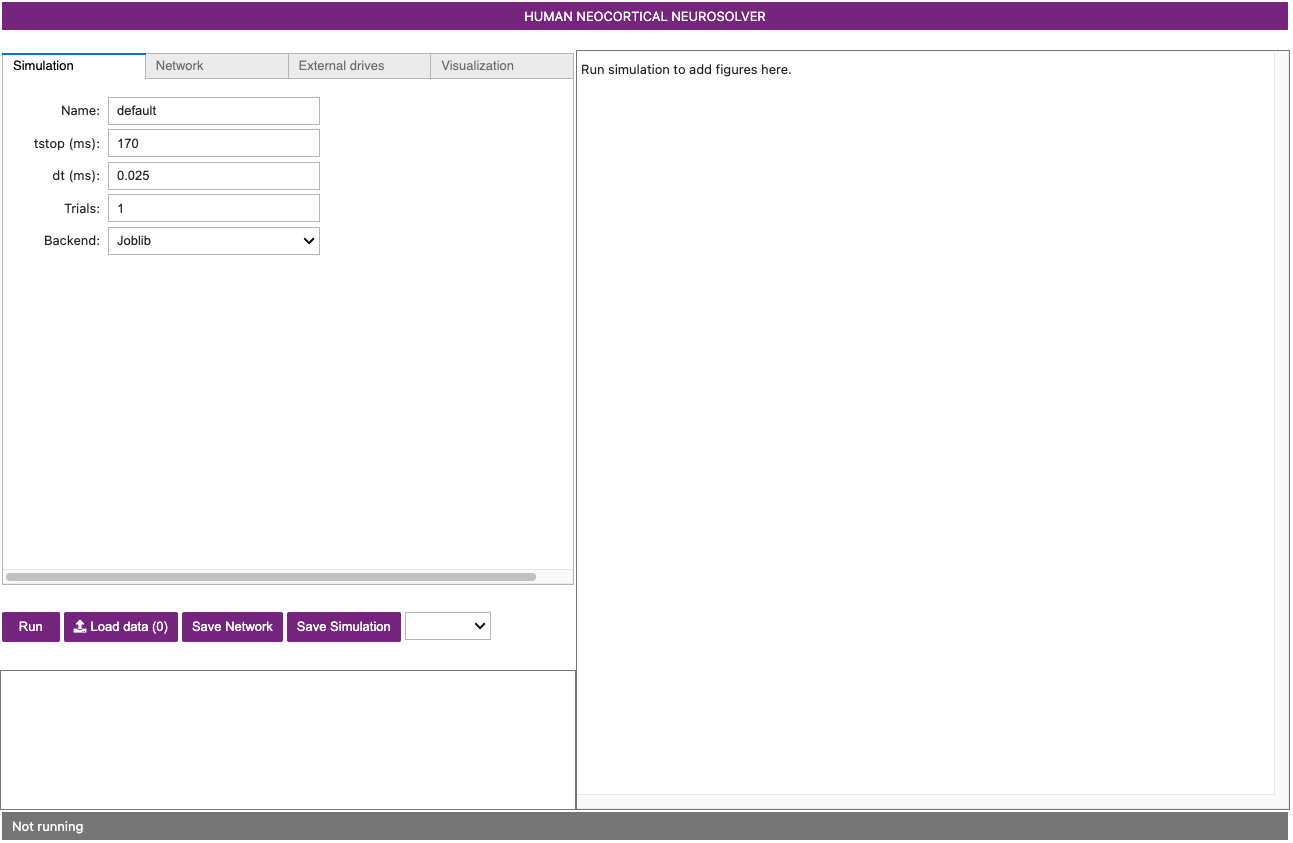 HUMAN NEOCORTICAL NEUROSOLVER
Simulation Network External drives Visualization
Name: default
tstop (ms): 170
dt (ms): 0.025
Trials: 1
Backend: Joblib
Run Load data (0) Save Network Save Simulation
Run simulation to add figures here.
Not running